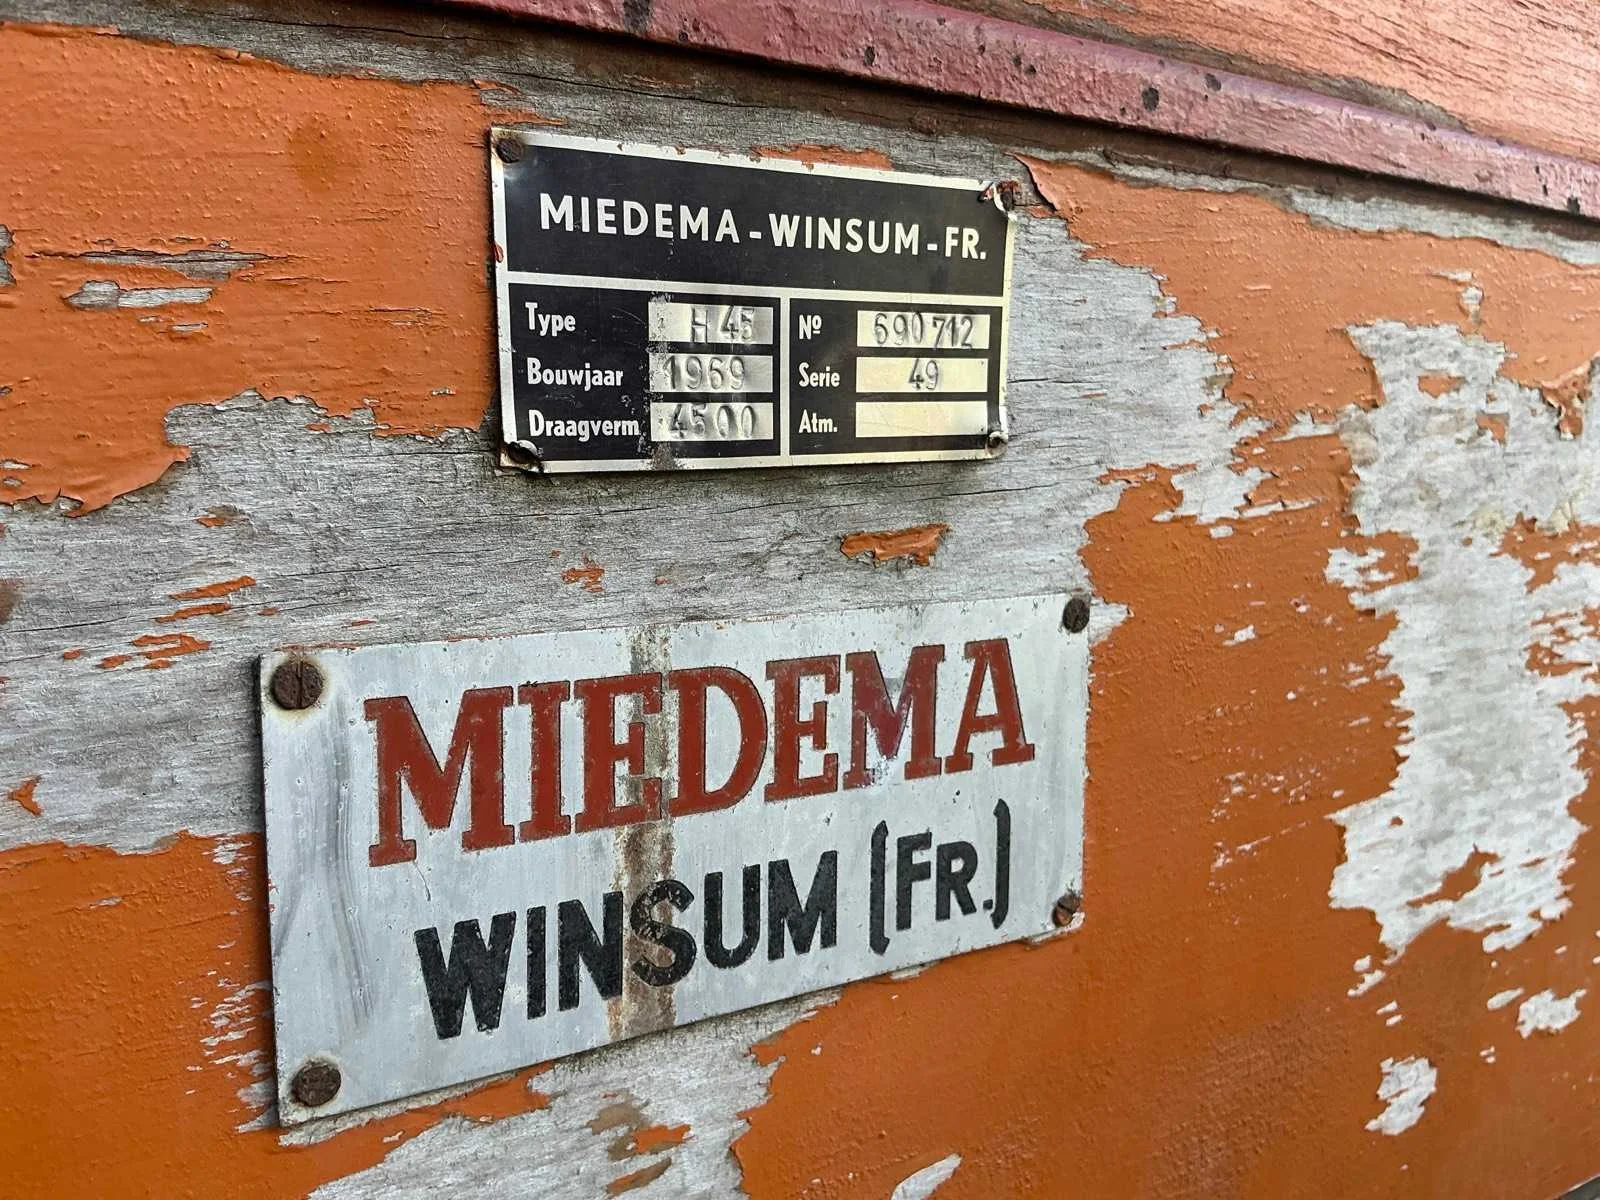 MIEDEMA-WINSUM-FR.
Type H 45 Nº 690712
Bouwjaar 1969 Serie 49
Draagverm 4500 Atm.
MIEDEMA
WINSUM (FR.)